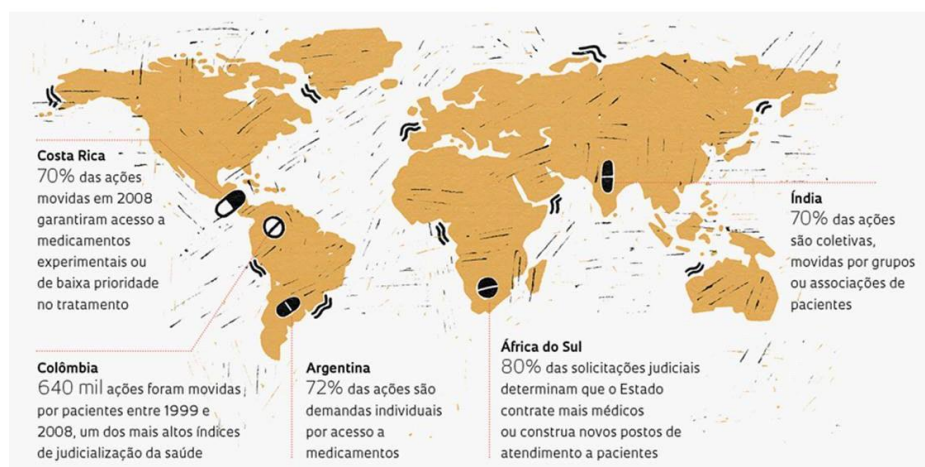 Costa Rica
70% das ações
movidas em 2008
garantiram acesso a
medicamentos
experimentais ou
de baixa prioridade
no tratamento
Índia
70% das ações
são coletivas,
movidas por grupos
ou associações de
pacientes
Colômbia
640 mil ações foram movidas
por pacientes entre 1999 e
2008, um dos mais altos índices
de judicialização da saúde
Argentina
72% das ações são
demandas individuais
por acesso a
medicamentos
África do Sul
80% das solicitações judiciais
determinam que o Estado
contrate mais médicos
ou construa novos postos de
atendimento a pacientes